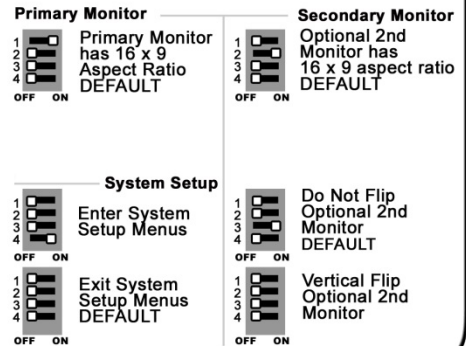 Primary Monitor
1
2
3
4
OFF ON
Primary Monitor
has 16 x 9
Aspect Ratio
DEFAULT
Secondary Monitor
1
2
3
4
OFF ON
Optional 2nd
Monitor has
16 x 9 aspect ratio
DEFAULT
System Setup
1
2
3
4
OFF ON
Enter System
Setup Menus
1
2
3
4
OFF ON
Exit System
Setup Menus
DEFAULT
1
2
3
4
OFF ON
Do Not Flip
Optional 2nd
Monitor
DEFAULT
1
2
3
4
OFF ON
Vertical Flip
Optional 2nd
Monitor